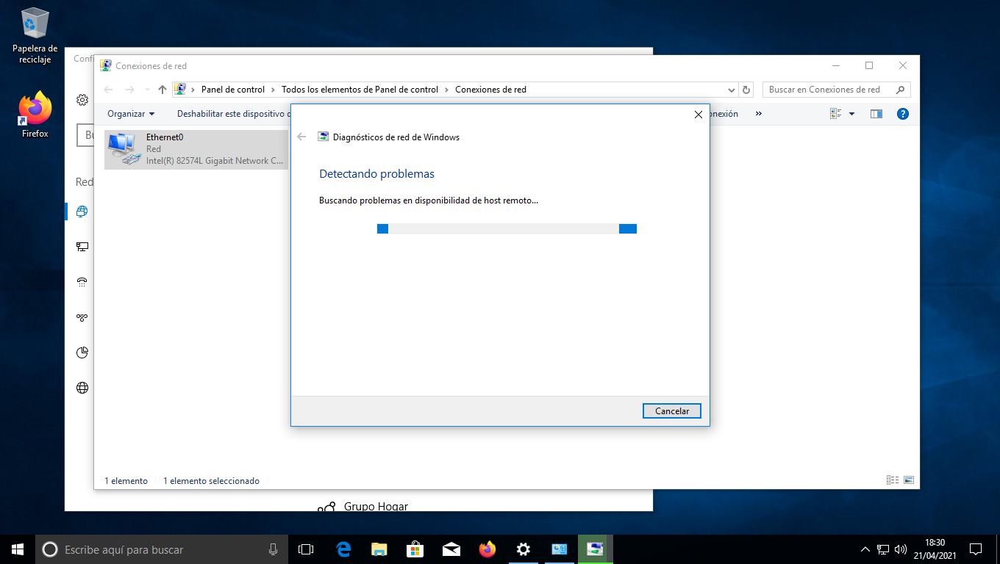 Papelera de
reciclaje
Firefox
Confi
Conexiones de red
Panel de control
Todos los elementos de Panel de control
Conexiones de red
Buscar en Conexiones de red
Organizar
Deshabilitar este dispositivo d
onexión
»
?
Bu
Red
Ethernet0
Red
Intel(R) 82574L Gigabit Network C...
Diagnósticos de red de Windows
Detectando problemas
Buscando problemas en disponibilidad de host remoto...
Cancelar
1 elemento
1 elemento seleccionado
Grupo Hogar
Escribe aquí para buscar
18:30
21/04/2021